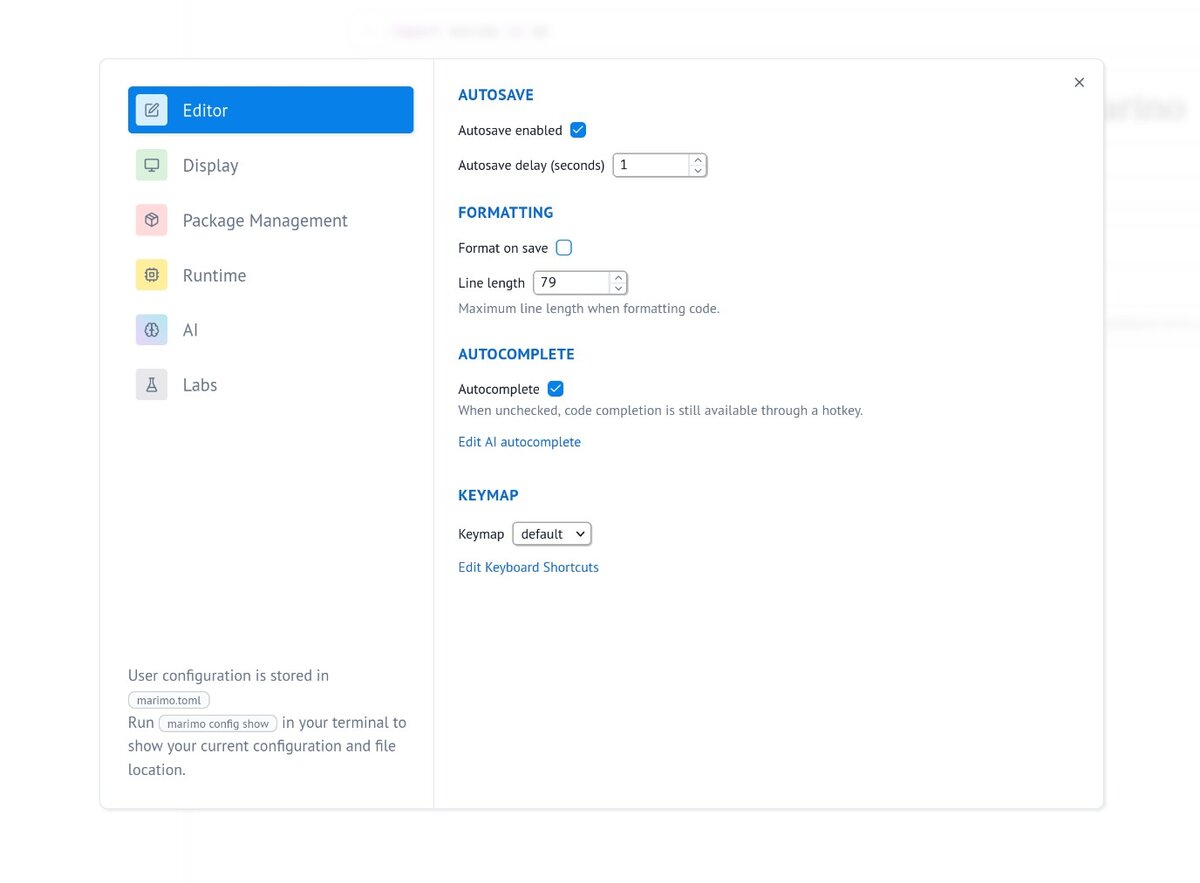 Editor
Display
Package Management
Runtime
AI
Labs
User configuration is stored in
marimo.toml
Run marimo config show in your terminal to
show your current configuration and file
location.
AUTOSAVE
Autosave enabled
Autosave delay (seconds) 1
FORMATTING
Format on save
Line length 79
Maximum line length when formatting code.
AUTOCOMPLETE
Autocomplete
When unchecked, code completion is still available through a hotkey.
Edit AI autocomplete
KEYMAP
Keymap default
Edit Keyboard Shortcuts